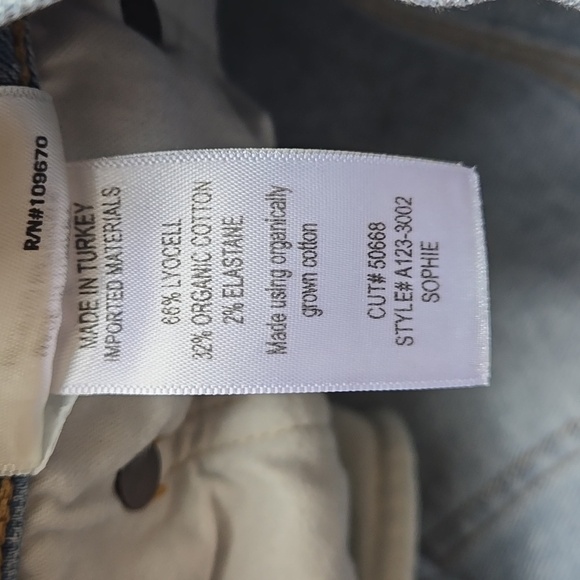 R/N#109670
MADE IN TURKEY
IMPORTED MATERIALS
66% LYOCELL
32% ORGANIC COTTON
2% ELASTANE
Made using organically
grown cotton
CUT# 50668
STYLE# A123-3002
SOPHIE